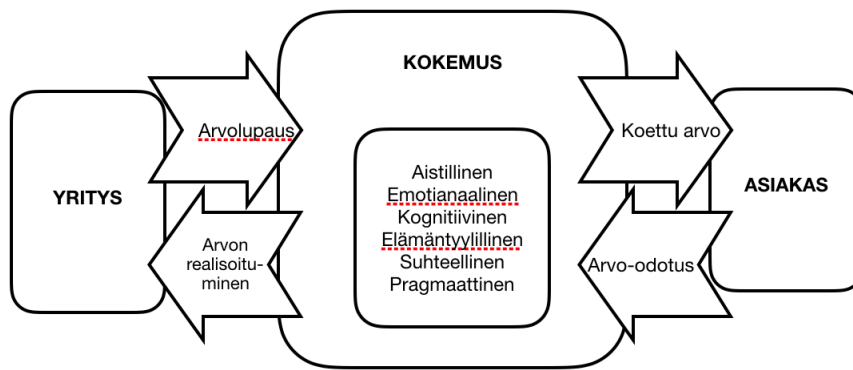 KOKEMUS
YRITYS
Arvolupaus
Arvon
realisoitu-
minen
Aistillinen
Emotianaalinen
Kognitiivinen
Elämäntyylillinen
Suhteellinen
Pragmaattinen
Koettu arvo
Arvo-odotus
ASIAKAS